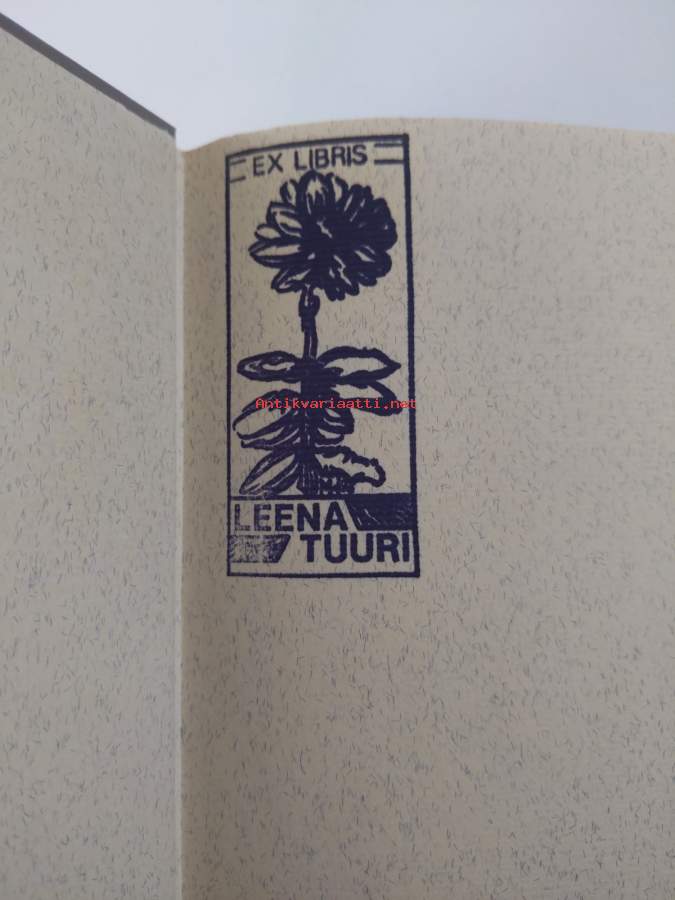 EX LIBRIS
Antikvariaatti.net
LEENA
TUURI